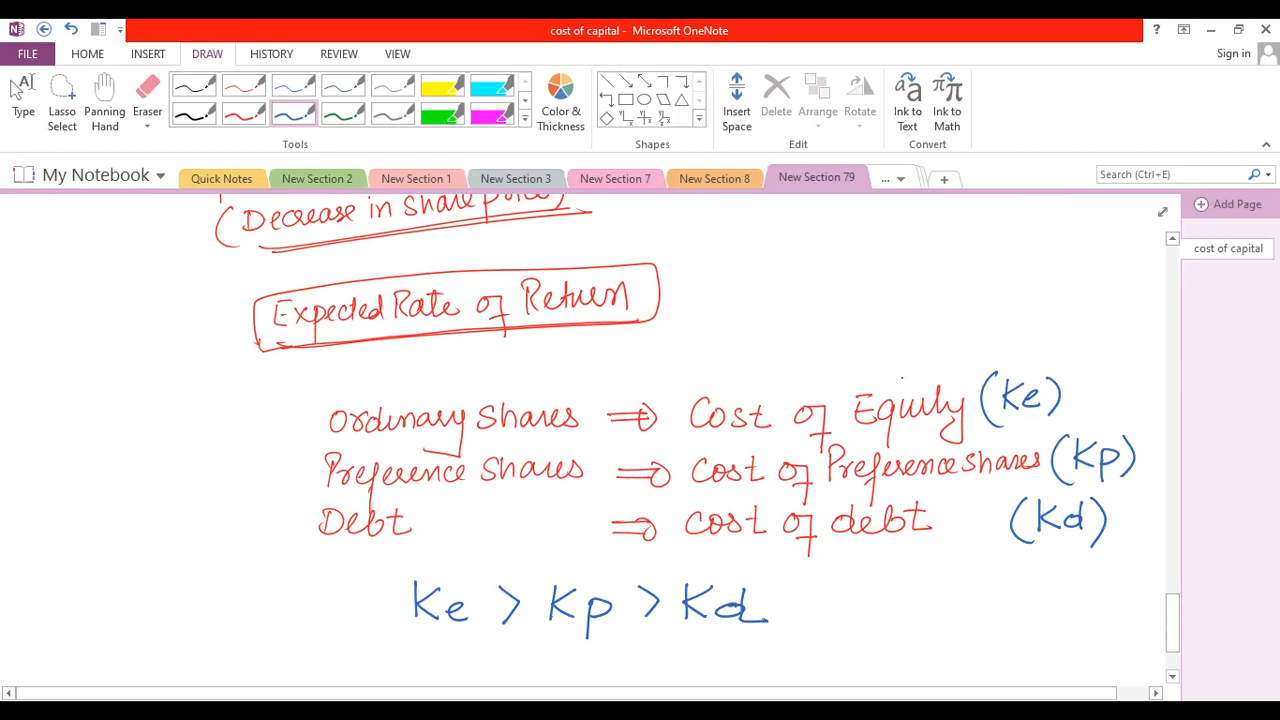 cost of capital - Microsoft OneNote
?
Sign in
FILE HOME INSERT DRAW HISTORY REVIEW VIEW
Type Lasso Select Panning Hand Eraser Color & Thickness Insert Space Delete Arrange Rotate Ink to Text Ink to Math
Tools Shapes Edit Convert
My Notebook Quick Notes New Section 2 New Section 1 New Section 3 New Section 7 New Section 8 New Section 79 ... + Search (Ctrl+E)
Add Page
cost of capital
(Decrease in share price)
Expected Rate of Return
Ordinary Shares ⇒ Cost of Equity (Ke)
Preference Shares ⇒ Cost of Preference shares (Kp)
Debt ⇒ Cost of debt (Kd)
Ke > Kp > Kd